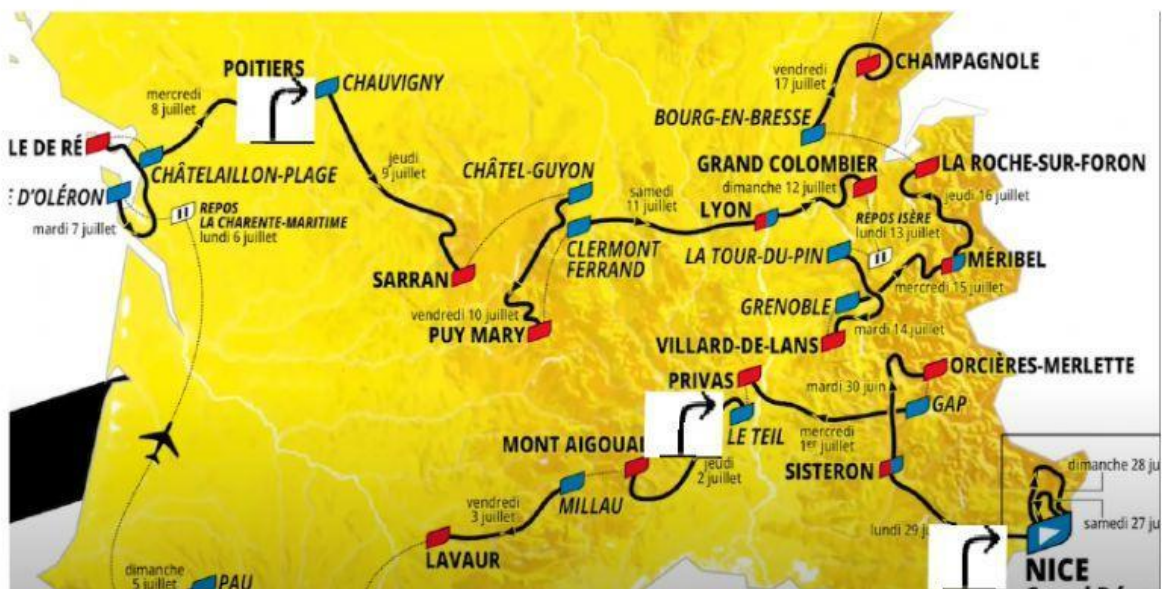 CHAMPAGNOLE
vendredi
17 juillet
POITIERS
CHAUVIGNY
mercredi
8 juillet
BOURG-EN-BRESSE
LE DE RÉ
CHÂTELAILLON-PLAGE
jeudi
9 juillet
CHÂTEL-GUYON
GRAND COLOMBIER
LA ROCHE-SUR-FORON
dimanche 12 juillet
jeudi 16 juillet
E D'OLÉRON
mardi 7 juillet
REPOS
LA CHARENTE-MARITIME
lundi 6 juillet
samedi
11 juillet
LYON
REPOS ISÈRE
lundi 13 juillet
CLERMONT
FERRAND
LA TOUR-DU-PIN
MÉRIBEL
mercredi 15 juillet
SARRAN
GRENOBLE
vendredi 10 juillet
PUY MARY
mardi 14 juillet
VILLARD-DE-LANS
ORCIÈRES-MERLETTE
PRIVAS
mardi 30 juin
GAP
LE TEIL
mercredi
1er juillet
MONT AIGOUAL
jeudi
2 juillet
SISTERON
dimanche 28 ju
MILLAU
vendredi
3 juillet
samedi 27 ju
lundi 29
LAVAUR
NICE
dimanche
5 juillet
PAU